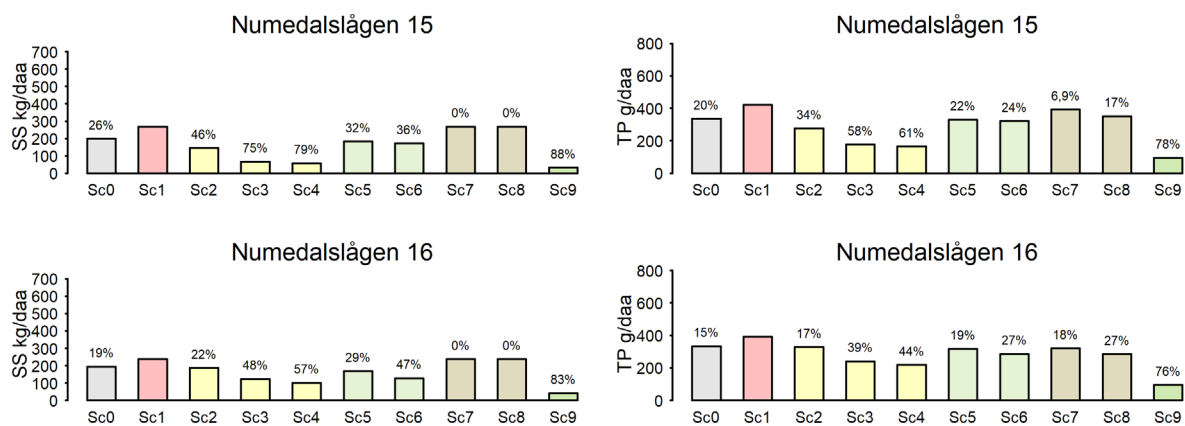 Numedalslågen 15
SS kg/daa
700
600
500
400
300
200
100
0
26% 46% 75% 79% 32% 36% 0% 0% 88%
Sc0 Sc1 Sc2 Sc3 Sc4 Sc5 Sc6 Sc7 Sc8 Sc9
Numedalslågen 15
TP g/daa
800
600
400
200
0
20% 34% 58% 61% 22% 24% 6,9% 17% 78%
Sc0 Sc1 Sc2 Sc3 Sc4 Sc5 Sc6 Sc7 Sc8 Sc9
Numedalslågen 16
SS kg/daa
700
600
500
400
300
200
100
0
19% 22% 48% 57% 29% 47% 0% 0% 83%
Sc0 Sc1 Sc2 Sc3 Sc4 Sc5 Sc6 Sc7 Sc8 Sc9
Numedalslågen 16
TP g/daa
800
600
400
200
0
15% 17% 39% 44% 19% 27% 18% 27% 76%
Sc0 Sc1 Sc2 Sc3 Sc4 Sc5 Sc6 Sc7 Sc8 Sc9